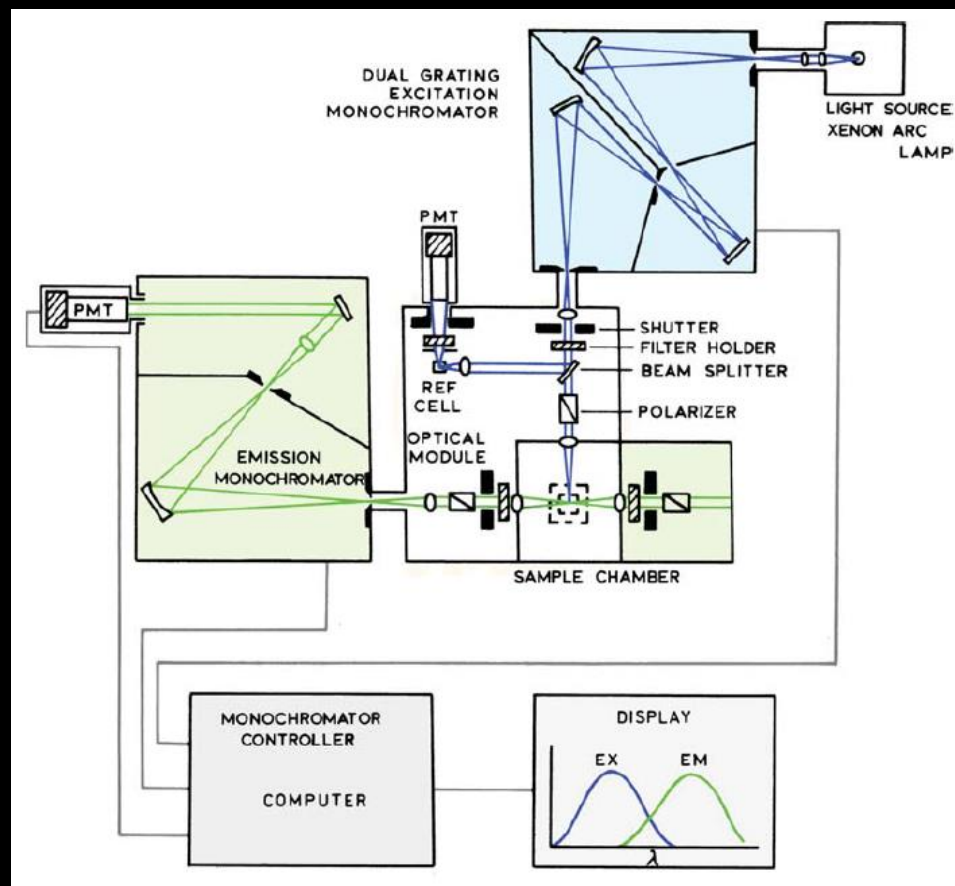 DUAL GRATING
EXCITATION
MONOCHROMATOR
LIGHT SOURCE
XENON ARC
LAMP
PMT
PMT
SHUTTER
FILTER HOLDER
BEAM SPLITTER
REF
CELL
POLARIZER
OPTICAL
MODULE
EMISSION
MONOCHROMATOR
SAMPLE CHAMBER
MONOCHROMATOR
CONTROLLER
COMPUTER
DISPLAY
EX
EM
λ